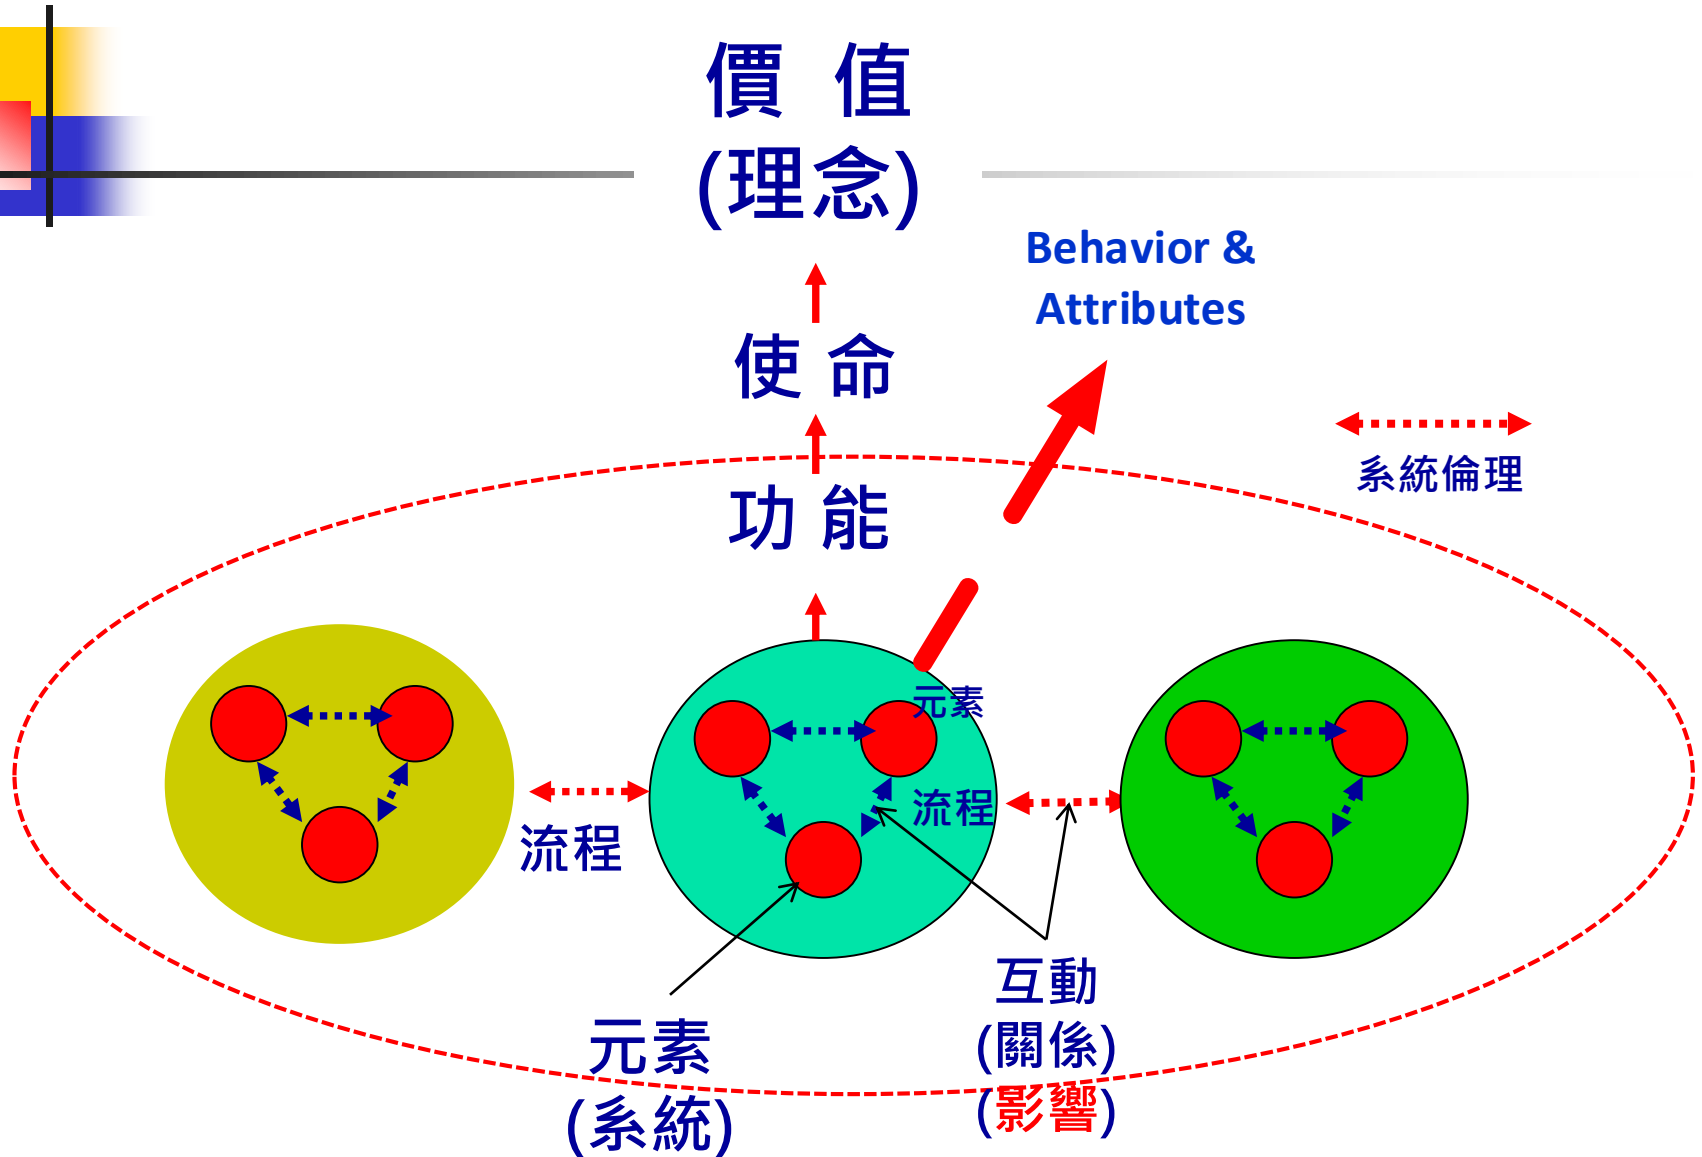 價 值
(理念)
Behavior &
Attributes
使 命
系統倫理
功 能
元素
流程
流程
互動
(關係)
(影響)
元素
(系統)